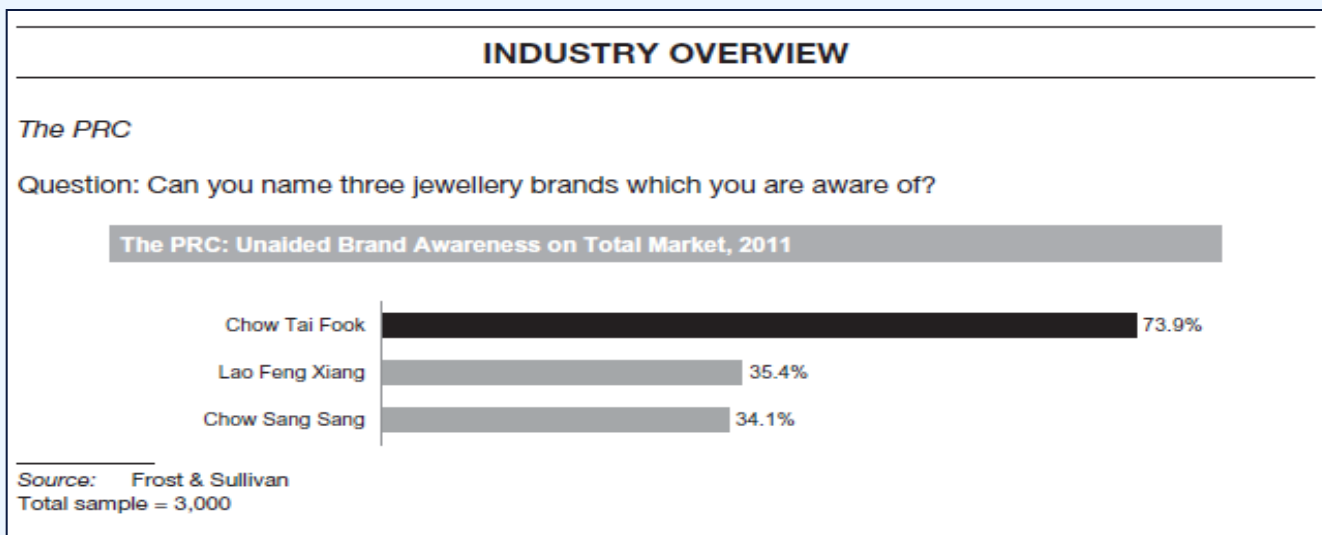 INDUSTRY OVERVIEW
The PRC
Question: Can you name three jewellery brands which you are aware of?
The PRC: Unaided Brand Awareness on Total Market, 2011
Chow Tai Fook 73.9%
Lao Feng Xiang 35.4%
Chow Sang Sang 34.1%
Source: Frost & Sullivan
Total sample = 3,000